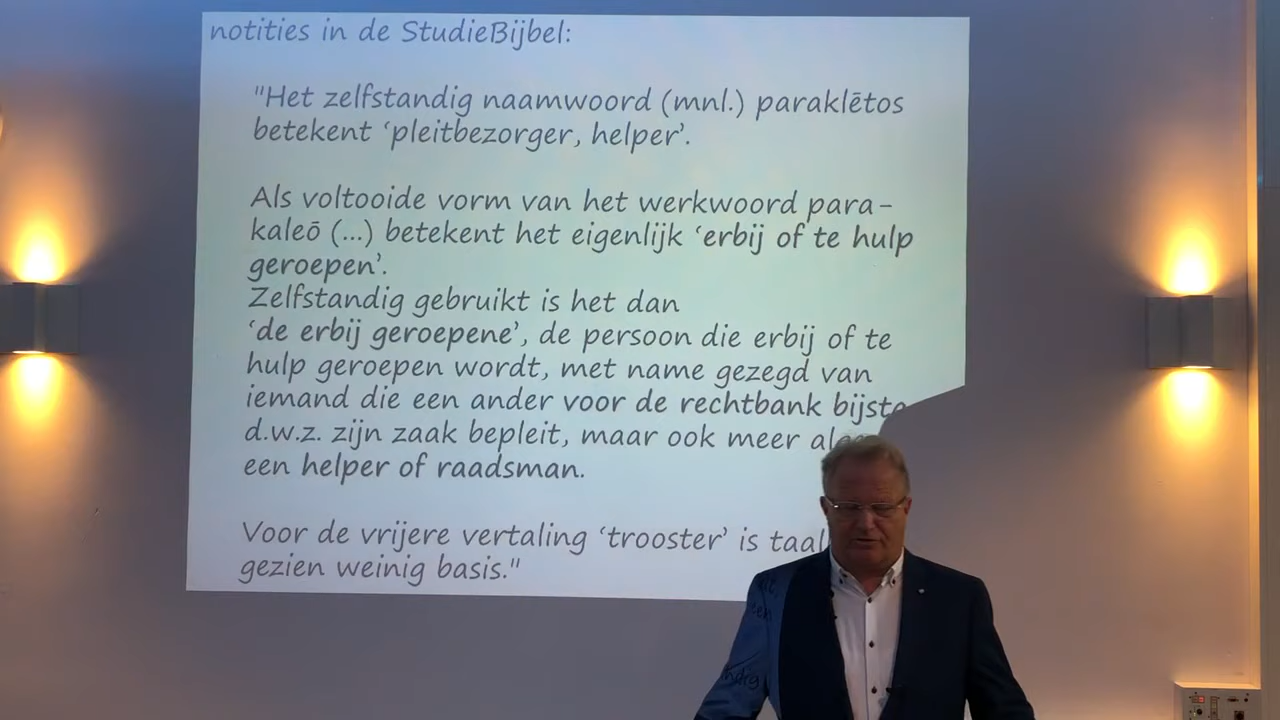 notities in de StudieBijbel:
"Het zelfstandig naamwoord (mnl.) paraklētos
betekent ‘pleitbezorger, helper’.
Als voltooide vorm van het werkwoord para-
kaleō (...) betekent het eigenlijk ‘erbij of te hulp
geroepen’.
Zelfstandig gebruikt is het dan
‘de erbij geroepene’, de persoon die erbij of te
hulp geroepen wordt, met name gezegd van
iemand die een ander voor de rechtbank
d.w.z. zijn zaak bepleit, maar ook meer
een helper of raadsman.
Voor de vrijere vertaling ‘trooster’ is
gezien weinig basis."